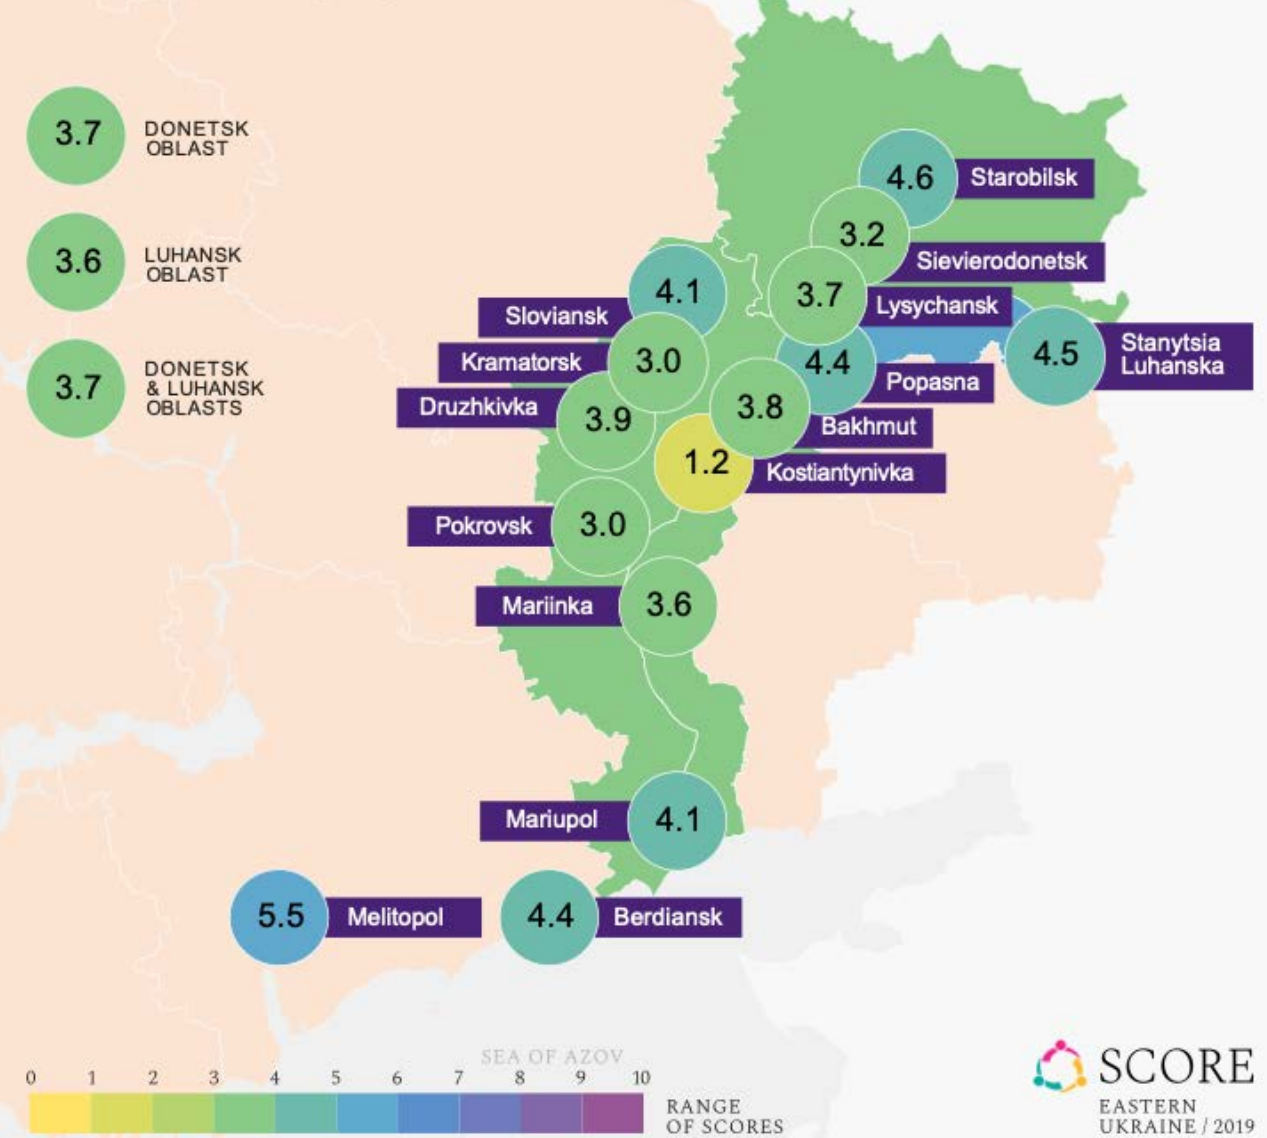 3.7
DONETSK
OBLAST
3.6
LUHANSK
OBLAST
3.7
DONETSK
& LUHANSK
OBLASTS
4.6
Starobilsk
3.2
Sievierodonetsk
4.1
Sloviansk
3.7
Lysychansk
4.5
Stanytsia
Luhanska
Kramatorsk
3.0
4.4
Popasna
Druzhkivka
3.9
3.8
Bakhmut
1.2
Kostiantynivka
Pokrovsk
3.0
Mariinka
3.6
Mariupol
4.1
5.5
Melitopol
4.4
Berdiansk
SEA OF AZOV
0 1 2 3 4 5 6 7 8 9 10
RANGE
OF SCORES
SCORE
EASTERN
UKRAINE / 2019